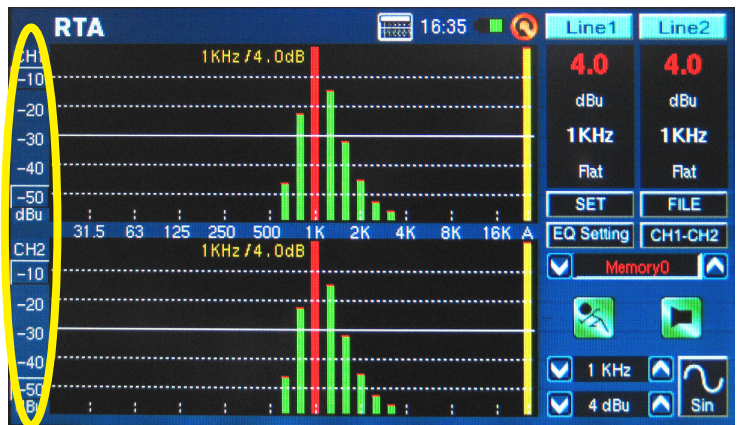 RTA 16:35
Line1 Line2
CH1
1KHz/4.0dB
-10
-20
-30
-40
-50
dBu
31.5 63 125 250 500 1K 2K 4K 8K 16K A
CH2
1KHz/4.0dB
-10
-20
-30
-40
-50
dBu
4.0 4.0
dBu dBu
1KHz 1KHz
Flat Flat
SET FILE
EQ Setting CH1-CH2
Memory0
1 KHz
4 dBu
Sin